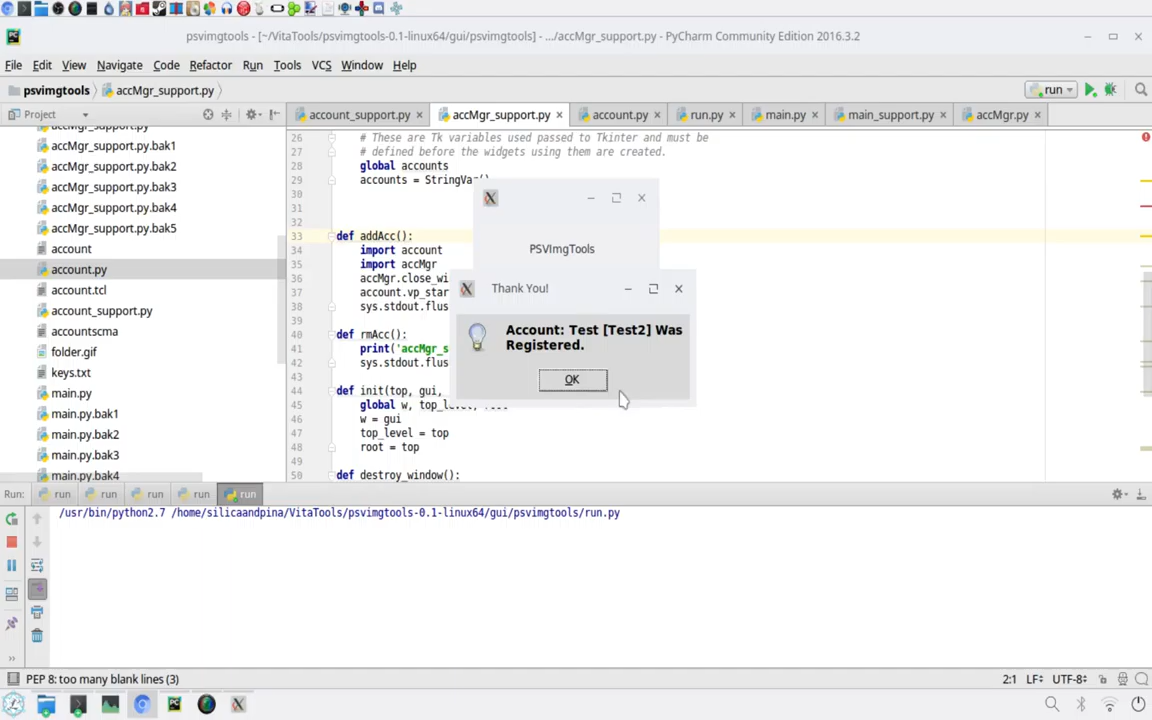 psvimgtools - [~/VitaTools/psvimgtools-0.1-linux64/gui/psvimgtools] - .../accMgr_support.py - PyCharm Community Edition 2016.3.2
File Edit View Navigate Code Refactor Run Tools VCS Window Help
psvimgtools accMgr_support.py run
Project account_support.py accMgr_support.py account.py run.py main.py main_support.py accMgr.py
accMgr_support.py
accMgr_support.py.bak1
accMgr_support.py.bak2
accMgr_support.py.bak3
accMgr_support.py.bak4
accMgr_support.py.bak5
account
account.py
account.tcl
account_support.py
accountscma
folder.gif
keys.txt
main.py
main.py.bak1
main.py.bak2
main.py.bak3
main.py.bak4
26 # These are Tk variables used passed to Tkinter and must be
27 # defined before the widgets using them are created.
28 global accounts
29 accounts = StringVar()
30
31
32
33 def addAcc():
34 import account
35 import accMgr
36 accMgr.close_wi
37 account.vp_star
38 sys.stdout.flus
39
40 def rmAcc():
41 print('accMgr_s
42 sys.stdout.flus
43
44 def init(top, gui,
45 global w, top_level,
46 w = gui
47 top_level = top
48 root = top
49
50 def destroy_window():
PSVImgTools
Thank You!
Account: Test [Test2] Was
Registered.
OK
Run: run run run run run
/usr/bin/python2.7 /home/silicaandpina/VitaTools/psvimgtools-0.1-linux64/gui/psvimgtools/run.py
PEP 8: too many blank lines (3) 2:1 LF÷ UTF-8÷